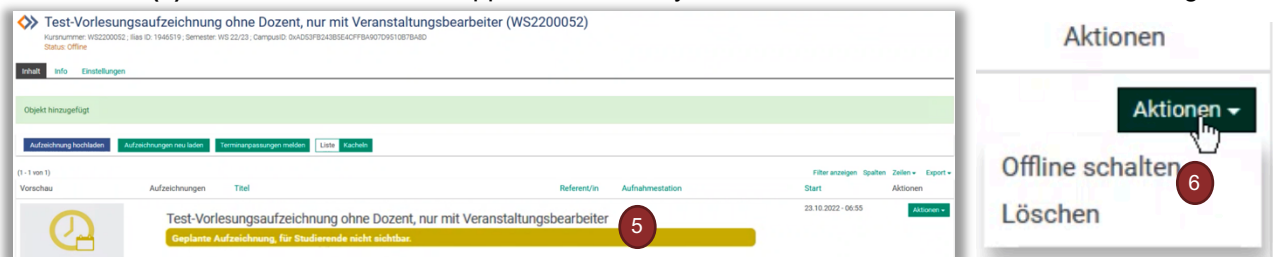 Test-Vorlesungsaufzeichnung ohne Dozent, nur mit Veranstaltungsbearbeiter (WS2200052)
Kursnummer: WS2200052 ; Ilias ID: 1946519 ; Semester: WS 22/23 ; CampusID: 0xAD53FB243B5E4CFFBA907D9510B7BA8D
Status: Offline
Inhalt Info Einstellungen
Objekt hinzugefügt
Aufzeichnung hochladen Aufzeichnungen neu laden Terminanpassungen melden Liste Kacheln
(1 - 1 von 1) Filter anzeigen Spalten Zeilen Export
Vorschau Aufzeichnungen Titel Referent/in Aufnahmestation Start Aktionen
Test-Vorlesungsaufzeichnung ohne Dozent, nur mit Veranstaltungsbearbeiter 23.10.2022 - 06:55 Aktionen
Geplante Aufzeichnung, für Studierende nicht sichtbar.
5
Aktionen
Aktionen
Offline schalten
6
Löschen